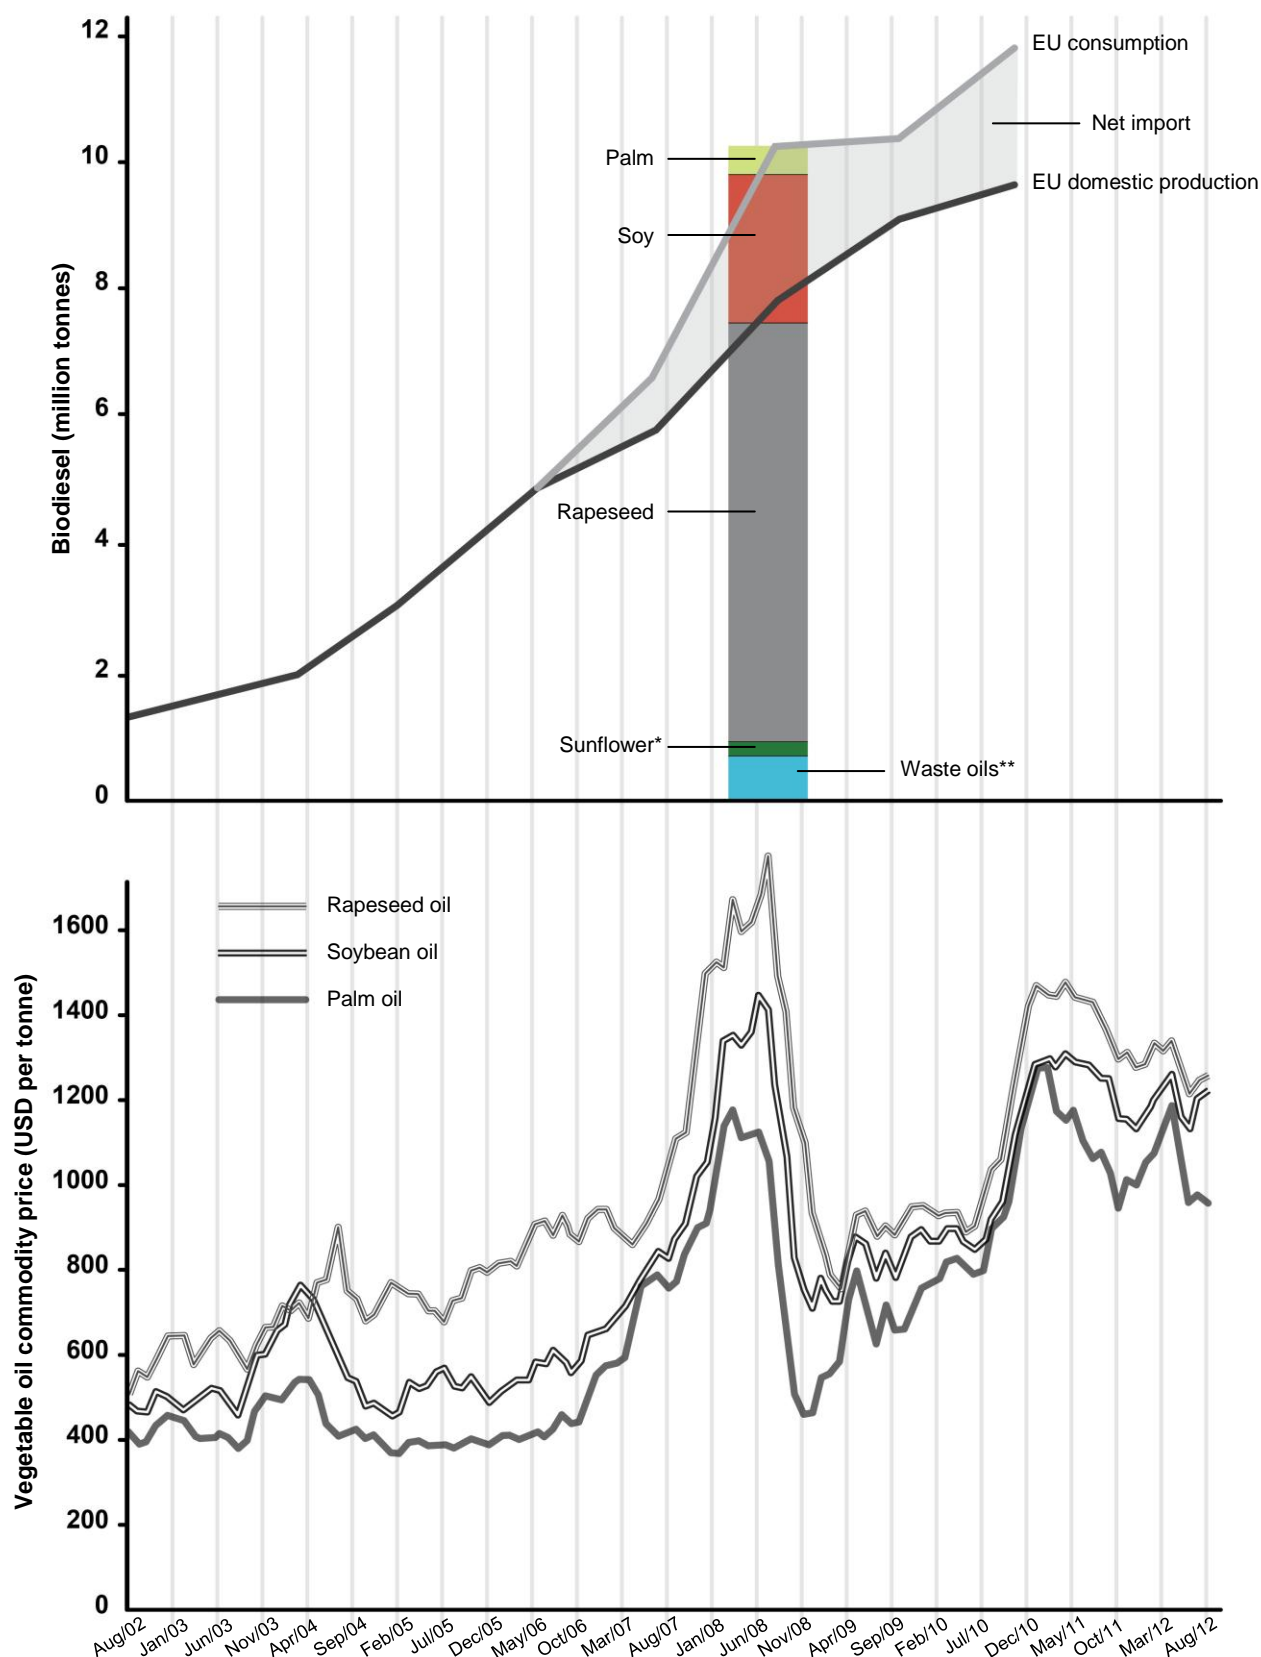 12
EU consumption
Net import
10
Palm
EU domestic production
Soy
8
Biodiesel (million tonnes)
6
Rapeseed
4
2
Sunflower*
Waste oils**
0
Rapeseed oil
1600
Soybean oil
Palm oil
1400
1200
Vegetable oil commodity price (USD per tonne)
1000
800
600
400
200
0
Aug/02 Jan/03 Jun/03 Nov/03 Apr/04 Sep/04 Feb/05 Jul/05 Dec/05 May/06 Oct/06 Mar/07 Aug/07 Jan/08 Jun/08 Nov/08 Apr/09 Sep/09 Feb/10 Jul/10 Dec/10 May/11 Oct/11 Mar/12 Aug/12